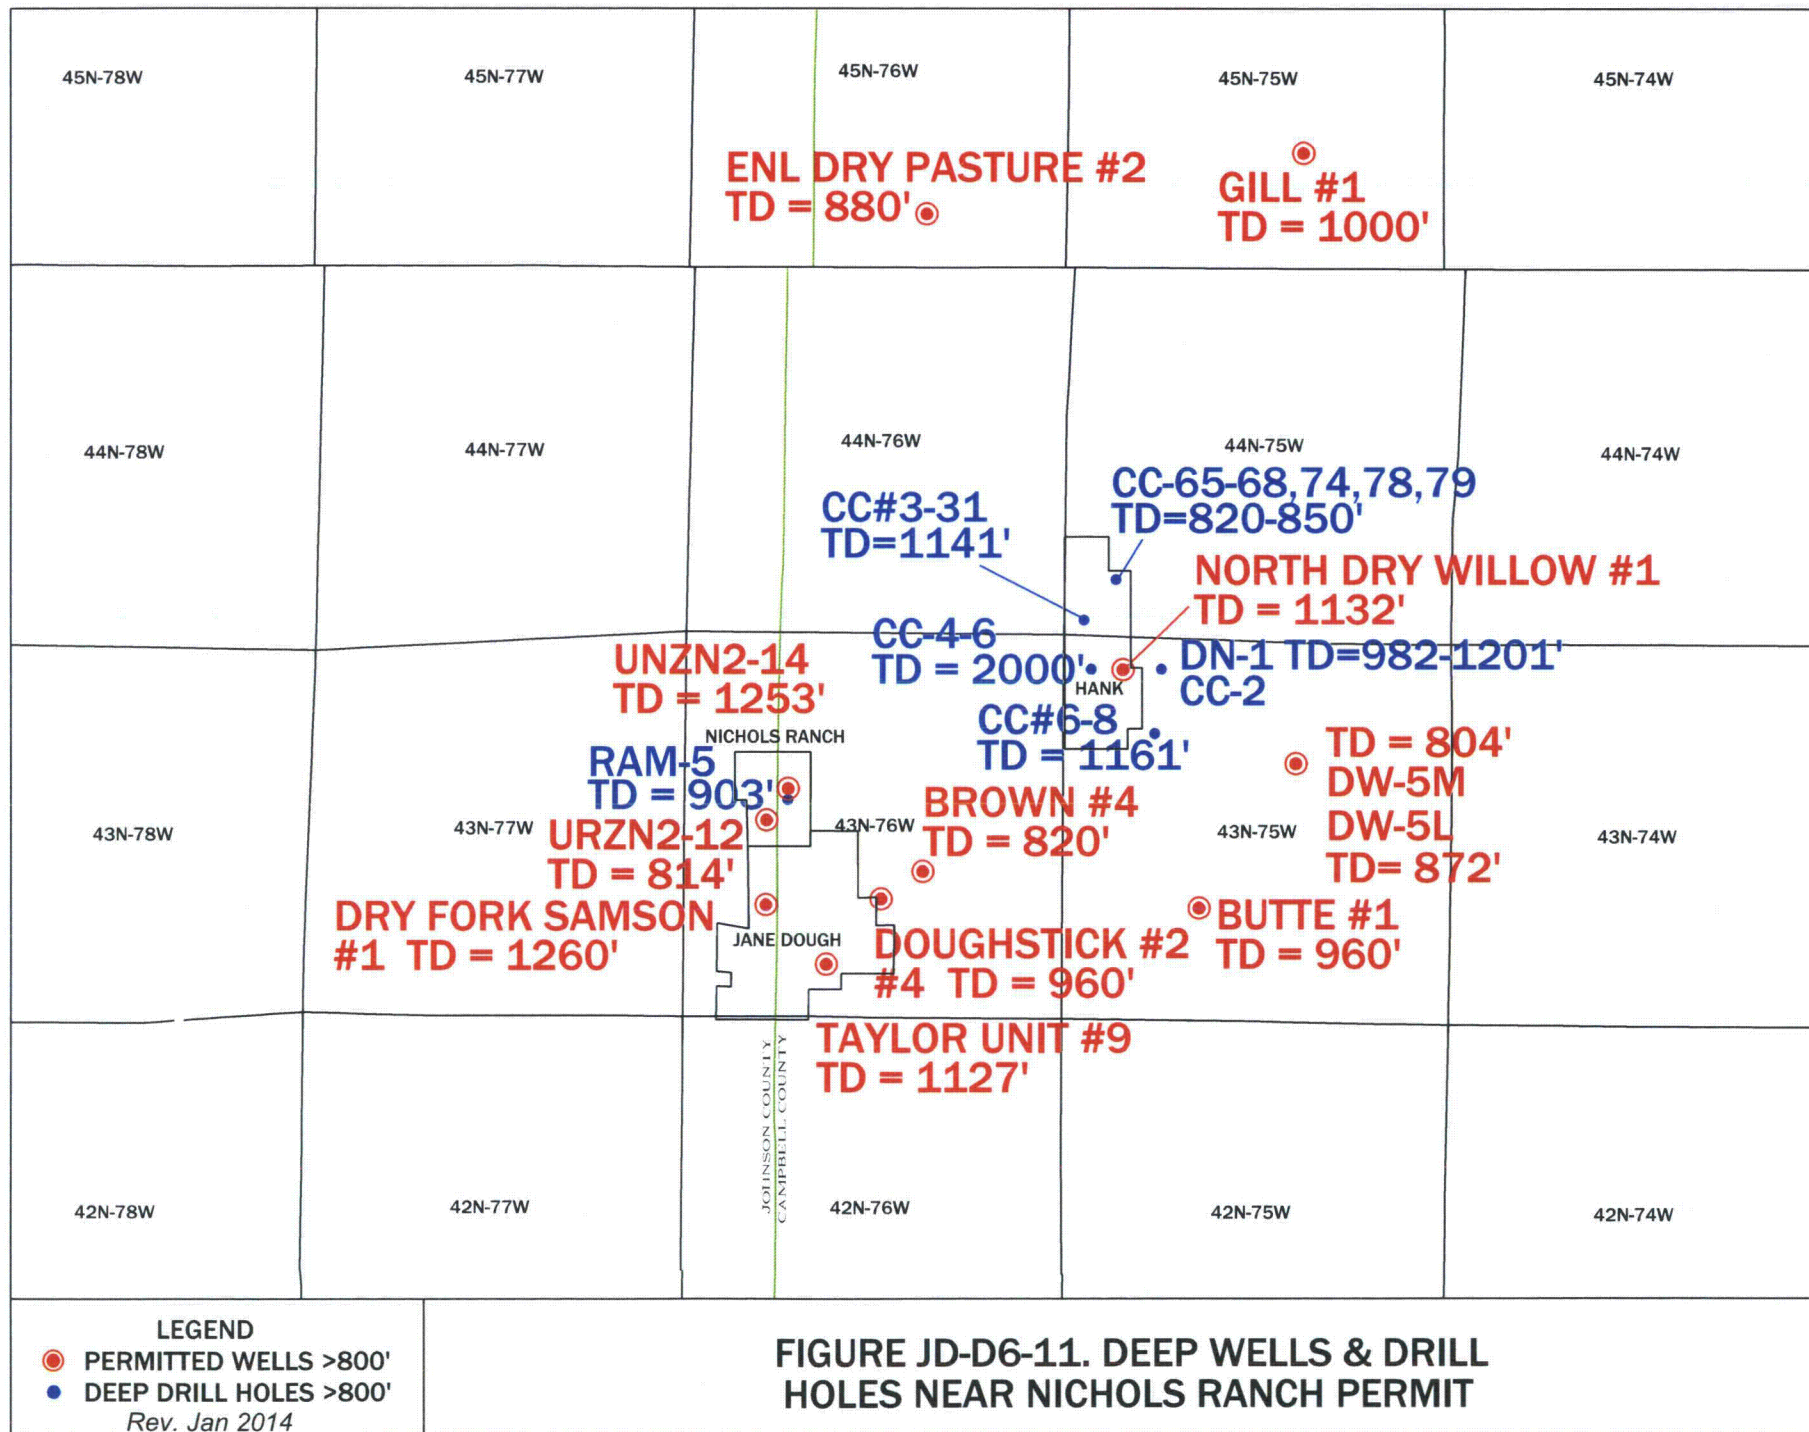 45N-78W
45N-77W
45N-76W
45N-75W
45N-74W
ENL DRY PASTURE #2
TD = 880'
GILL #1
TD = 1000'
44N-78W
44N-77W
44N-76W
44N-75W
44N-74W
CC#3-31
TD=1141'
CC-65-68,74,78,79
TD=820-850'
NORTH DRY WILLOW #1
TD = 1132'
CC-4-6
TD = 2000'
DN-1 TD=982-1201'
CC-2
HANK
UNZN2-14
TD = 1253'
CC#6-8
TD = 1161'
NICHOLS RANCH
RAM-5
TD = 903'
TD = 804'
DW-5M
DW-5L
TD= 872'
BROWN #4
TD = 820'
43N-78W
43N-77W
43N-76W
43N-75W
43N-74W
URZN2-12
TD = 814'
DRY FORK SAMSON
#1 TD = 1260'
JANE DOUGH
DOUGHSTICK #2
#4 TD = 960'
BUTTE #1
TD = 960'
TAYLOR UNIT #9
TD = 1127'
JOHNSON COUNTY
CAMPBELL COUNTY
42N-78W
42N-77W
42N-76W
42N-75W
42N-74W
LEGEND
PERMITTED WELLS >800'
DEEP DRILL HOLES >800'
Rev. Jan 2014
FIGURE JD-D6-11. DEEP WELLS & DRILL
HOLES NEAR NICHOLS RANCH PERMIT